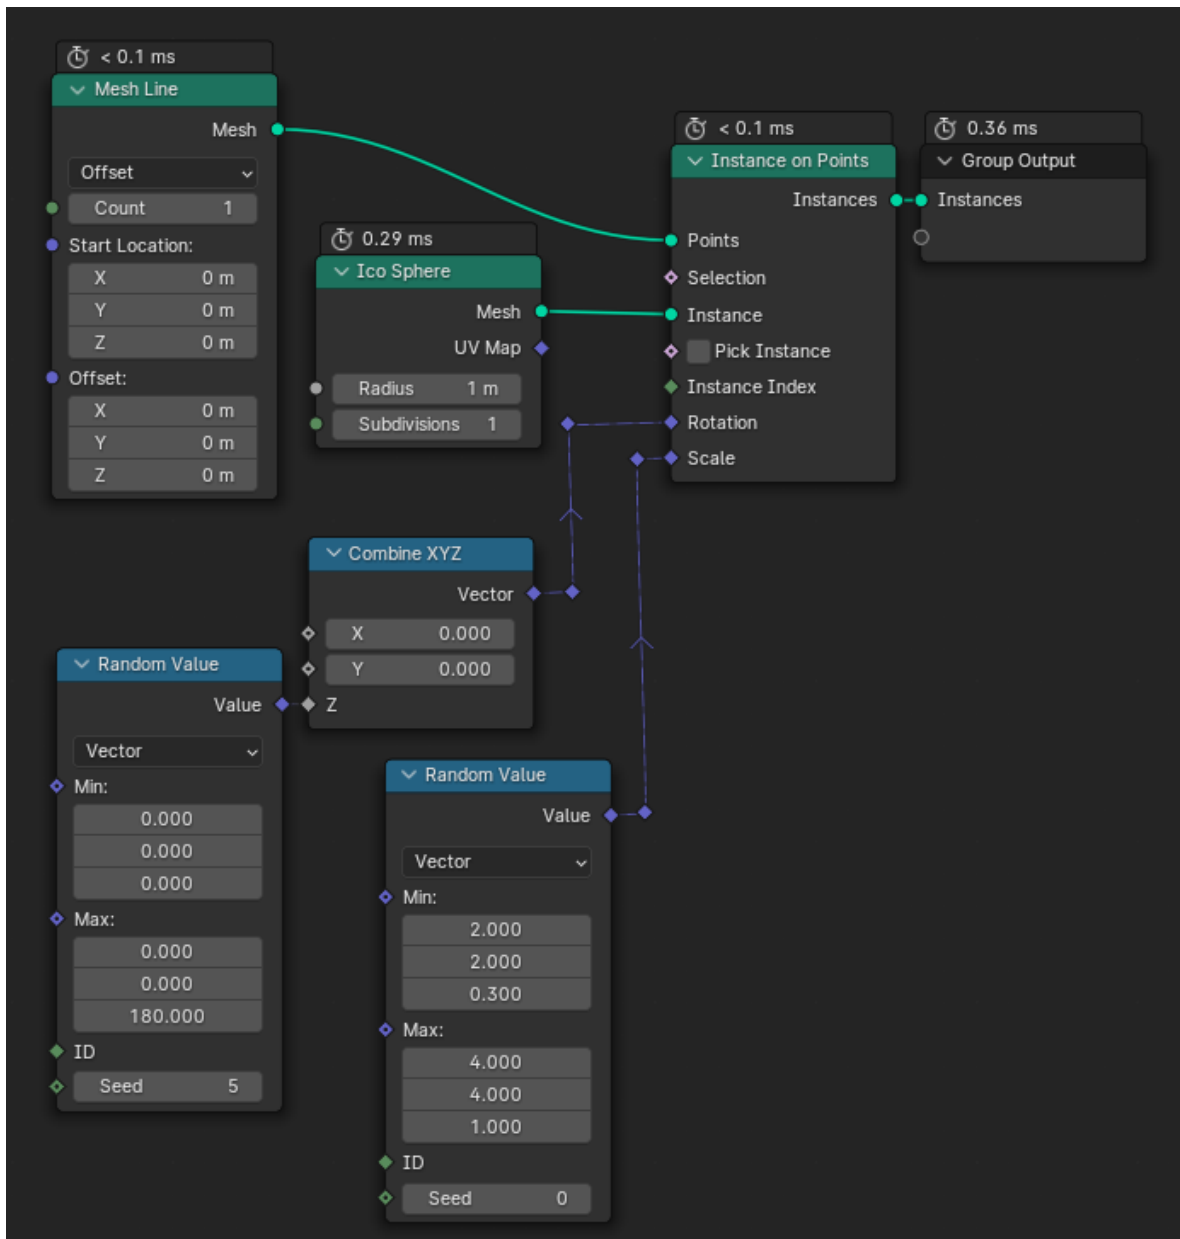 < 0.1 ms
Mesh Line
Mesh
Offset
Count 1
Start Location:
X 0 m
Y 0 m
Z 0 m
Offset:
X 0 m
Y 0 m
Z 0 m
0.29 ms
Ico Sphere
Mesh
UV Map
Radius 1 m
Subdivisions 1
< 0.1 ms
Instance on Points
Instances
Points
Selection
Instance
Pick Instance
Instance Index
Rotation
Scale
0.36 ms
Group Output
Instances
Combine XYZ
Vector
X 0.000
Y 0.000
Z
Random Value
Value
Vector
Min:
0.000
0.000
0.000
Max:
0.000
0.000
180.000
ID
Seed 5
Random Value
Value
Vector
Min:
2.000
2.000
0.300
Max:
4.000
4.000
1.000
ID
Seed 0